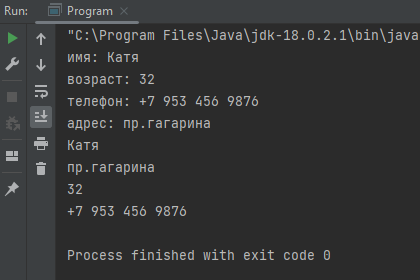 Run:
Program
"C:\Program Files\Java\jdk-18.0.2.1\bin\java
имя: Катя
возраст: 32
телефон: +7 953 456 9876
адрес: пр.гагарина
Катя
пр.гагарина
32
+7 953 456 9876
Process finished with exit code 0